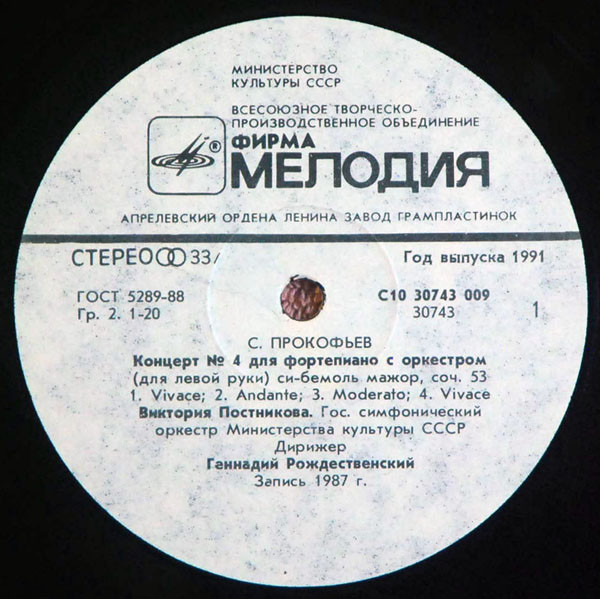 МИНИСТЕРСТВО
КУЛЬТУРЫ СССР
ВСЕСОЮЗНОЕ ТВОРЧЕСКО-
ПРОИЗВОДСТВЕННОЕ ОБЪЕДИНЕНИЕ
®
ФИРМА
МЕЛОДИЯ
АПРЕЛЕВСКИЙ ОРДЕНА ЛЕНИНА ЗАВОД ГРАМПЛАСТИНОК
СТЕРЕО 33/ Год выпуска 1991
ГОСТ 5289-88 С10 30743 009
Гр. 2. 1-20 30743 1
С. ПРОКОФЬЕВ
Концерт № 4 для фортепиано с оркестром
(для левой руки) си-бемоль мажор, соч. 53
1. Vivace; 2. Andante; 3. Moderato; 4. Vivace
Виктория Постникова. Гос. симфонический
оркестр Министерства культуры СССР
Дирижер
Геннадий Рождественский
Запись 1987 г.